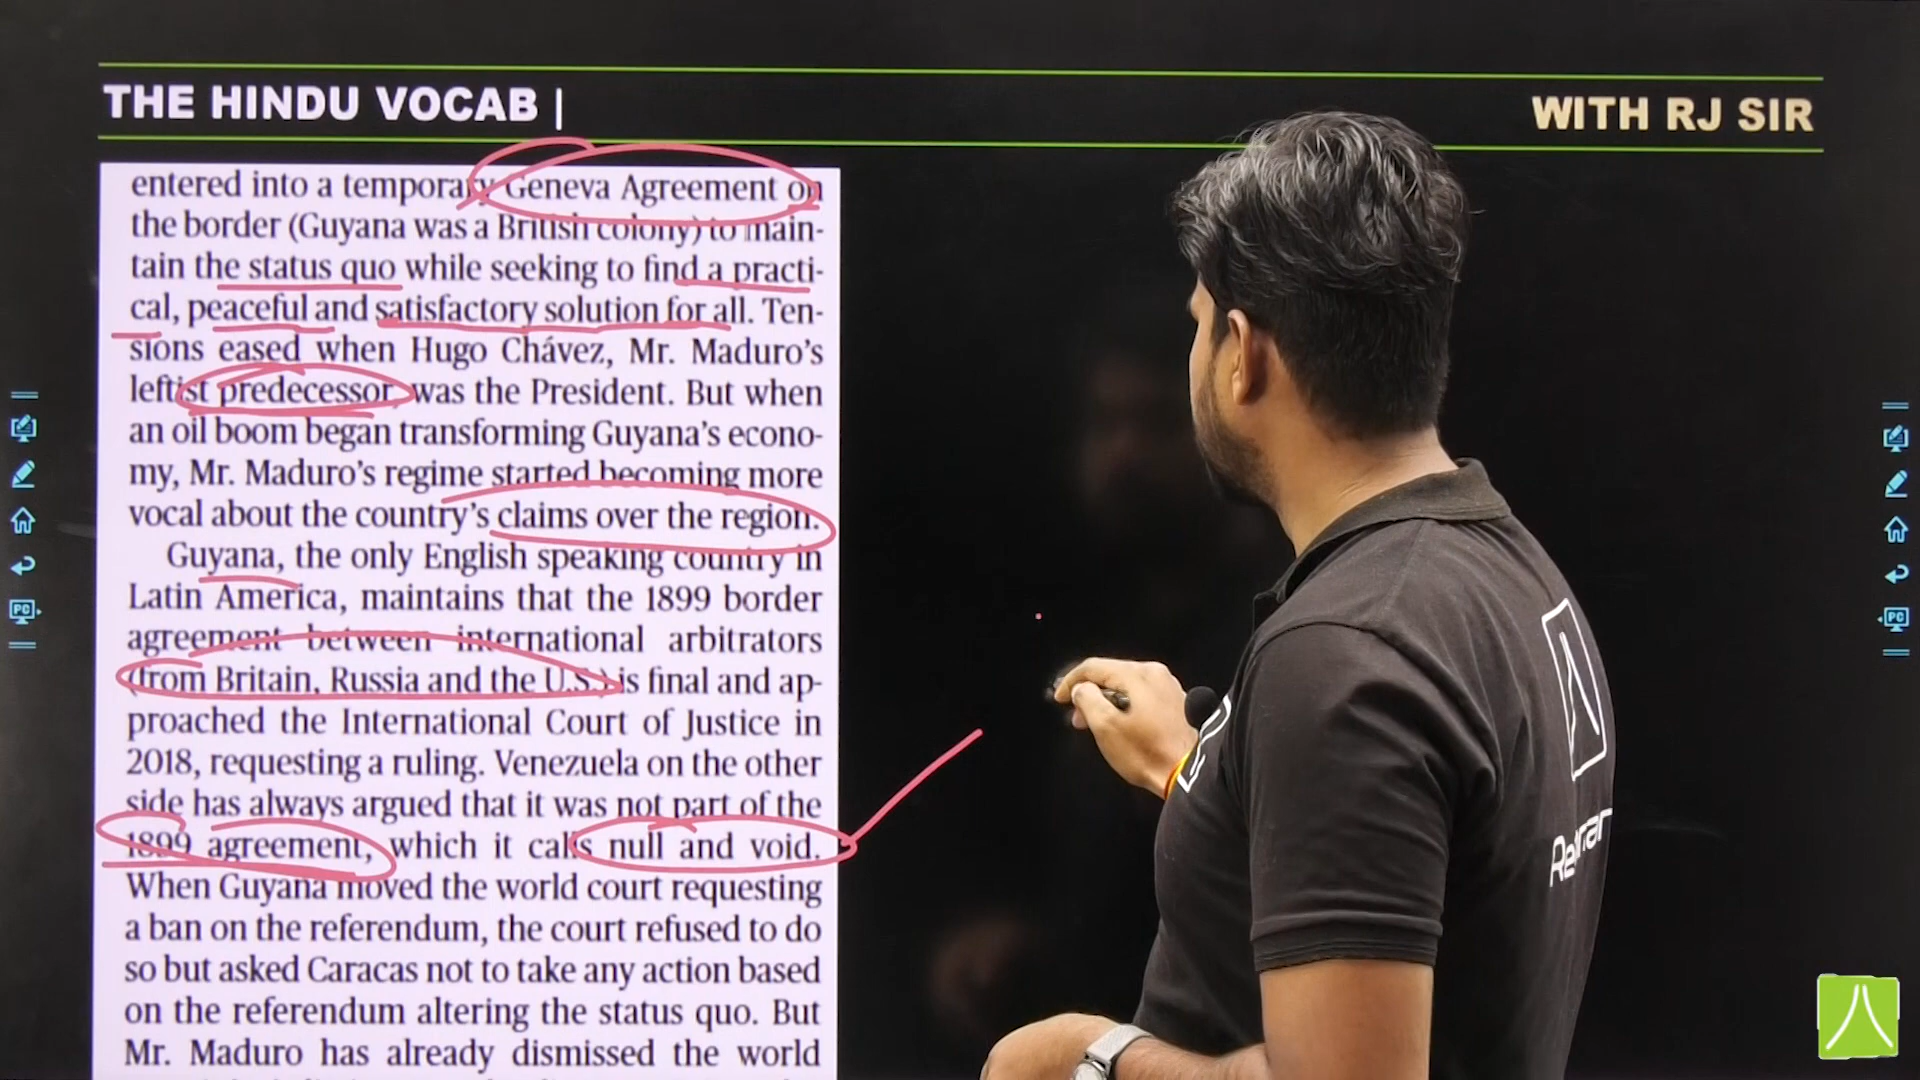 THE HINDU VOCAB |
WITH RJ SIR
entered into a temporary Geneva Agreement on
the border (Guyana was a British colony) to main-
tain the status quo while seeking to find a practi-
cal, peaceful and satisfactory solution for all. Ten-
sions eased when Hugo Chávez, Mr. Maduro's
leftist predecessor, was the President. But when
an oil boom began transforming Guyana's econo-
my, Mr. Maduro's regime started becoming more
vocal about the country's claims over the region.
Guyana, the only English speaking country in
Latin America, maintains that the 1899 border
agreement between international arbitrators
(from Britain, Russia and the U.S.) is final and ap-
proached the International Court of Justice in
2018, requesting a ruling. Venezuela on the other
side has always argued that it was not part of the
1899 agreement, which it calls null and void.
When Guyana moved the world court requesting
a ban on the referendum, the court refused to do
so but asked Caracas not to take any action based
on the referendum altering the status quo. But
Mr. Maduro has already dismissed the world
PC
PC